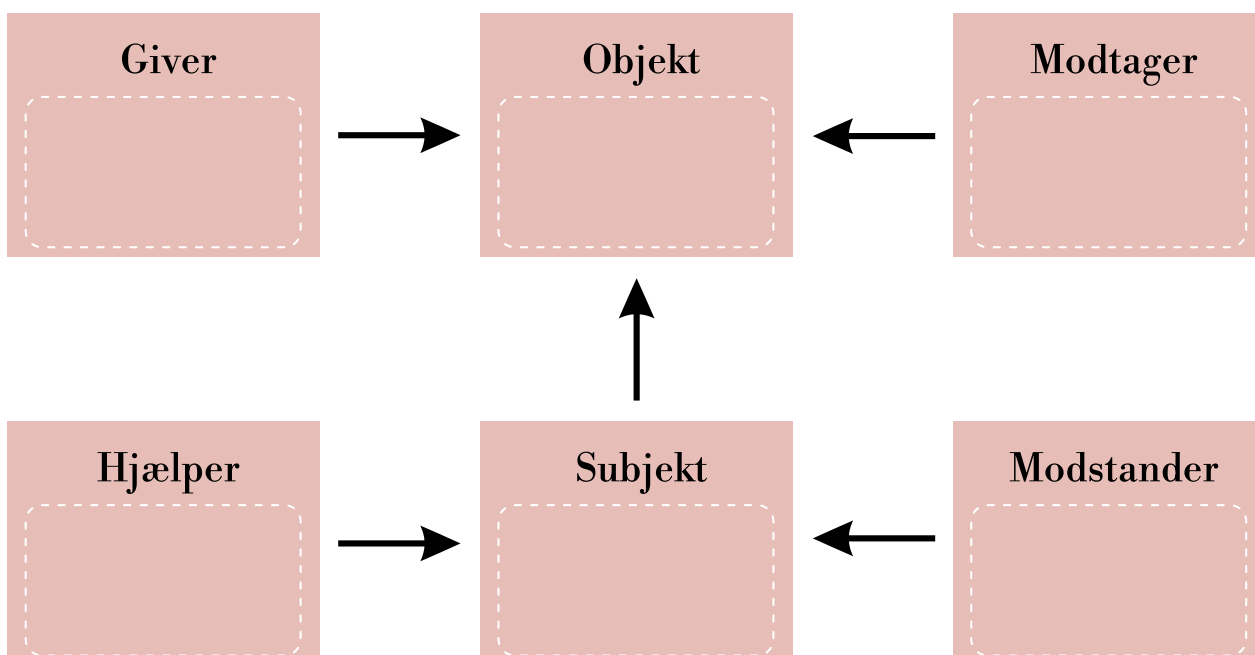 Giver
Objekt
Modtager
Hjælper
Subjekt
Modstander